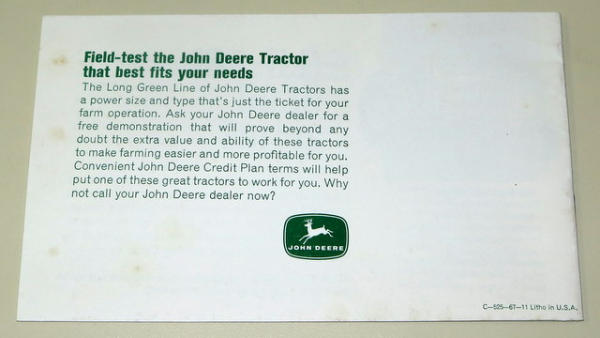 Field-test the John Deere Tractor
that best fits your needs
The Long Green Line of John Deere Tractors has
a power size and type that's just the ticket for your
farm operation. Ask your John Deere dealer for a
free demonstration that will prove beyond any
doubt the extra value and ability of these tractors
to make farming easier and more profitable for you.
Convenient John Deere Credit Plan terms will help
put one of these great tractors to work for you. Why
not call your John Deere dealer now?
JOHN DEERE
C—525—67—11 Litho in U.S.A.